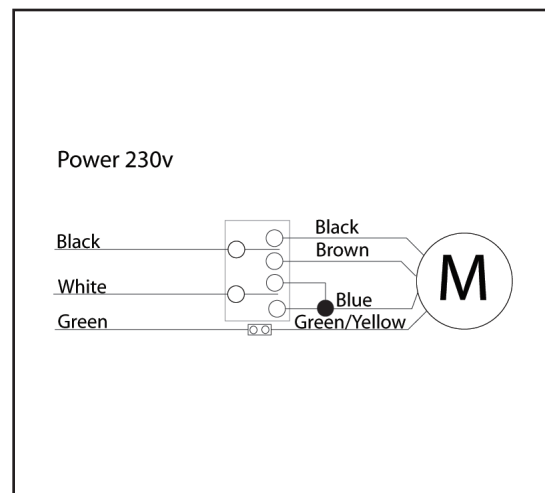 Power 230v
Black
Brown
Black
White
Blue
Green
Green/Yellow
M